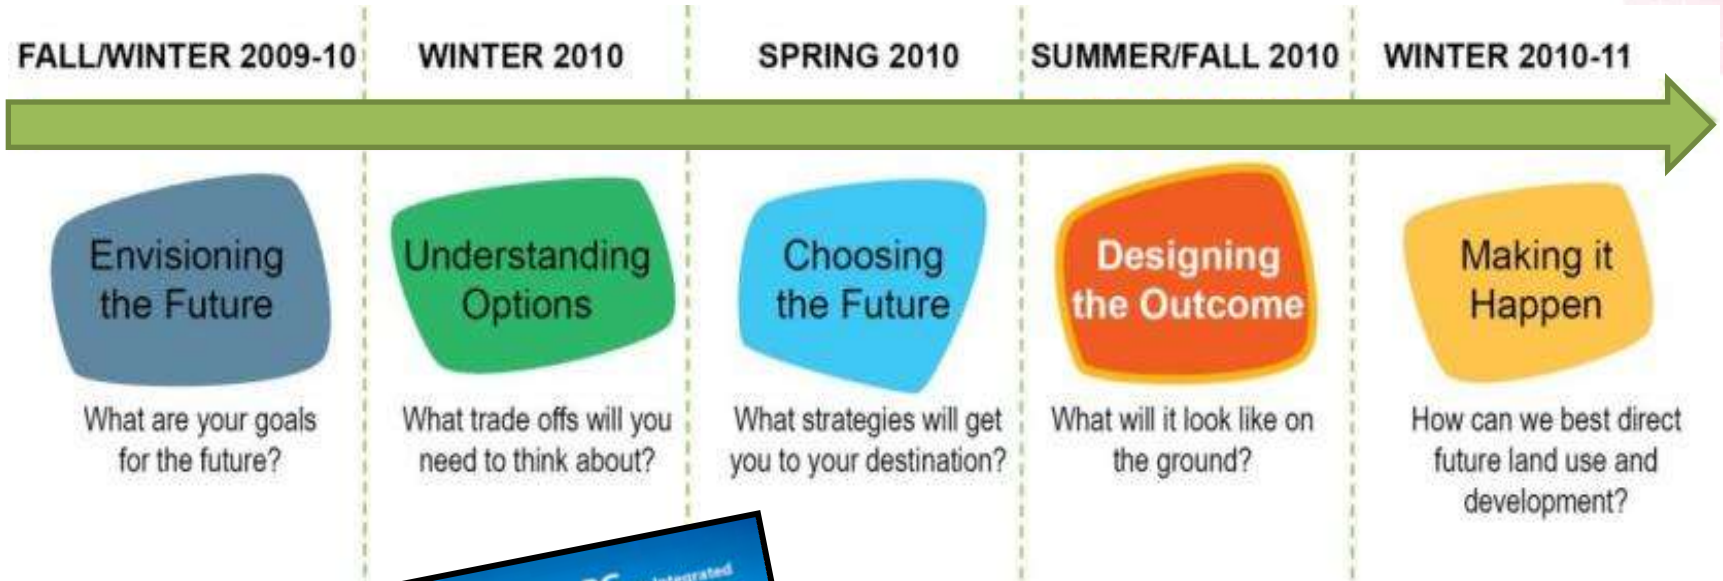 FALL/WINTER 2009-10
WINTER 2010
SPRING 2010
SUMMER/FALL 2010
WINTER 2010-11
Envisioning
the Future
Understanding
Options
Choosing
the Future
Designing
the Outcome
Making it
Happen
What are your goals
for the future?
What trade offs will you
need to think about?
What strategies will get
you to your destination?
What will it look like on
the ground?
How can we best direct
future land use and
development?
Integrated